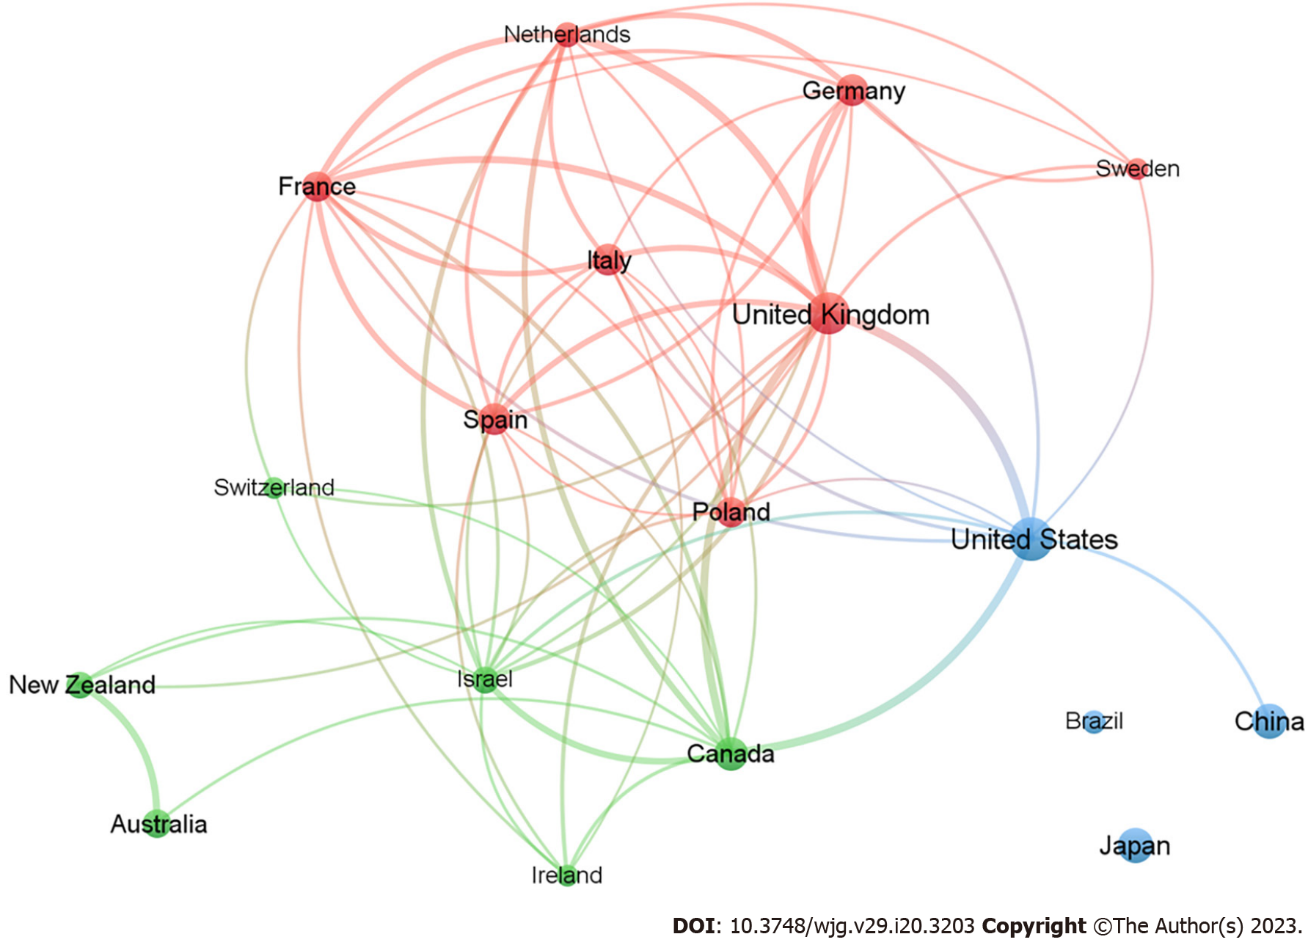 Netherlands
Germany
Sweden
France
Italy
United Kingdom
Spain
Switzerland
Poland
United States
Israel
New Zealand
Brazil
China
Canada
Australia
Japan
Ireland
DOI: 10.3748/wjg.v29.i20.3203 Copyright ©The Author(s) 2023.